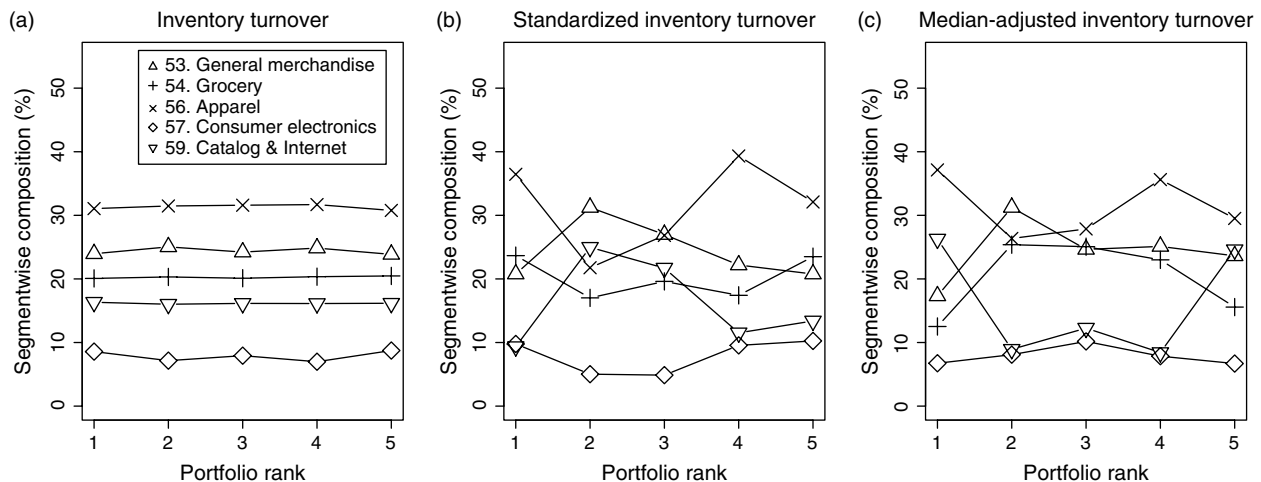 (a) Inventory turnover
Segmentwise composition (%)
50
40
30
20
10
0
53. General merchandise
54. Grocery
56. Apparel
57. Consumer electronics
59. Catalog & Internet
1 2 3 4 5
Portfolio rank
(b) Standardized inventory turnover
Segmentwise composition (%)
50
40
30
20
10
0
1 2 3 4 5
Portfolio rank
(c) Median-adjusted inventory turnover
Segmentwise composition (%)
50
40
30
20
10
0
1 2 3 4 5
Portfolio rank